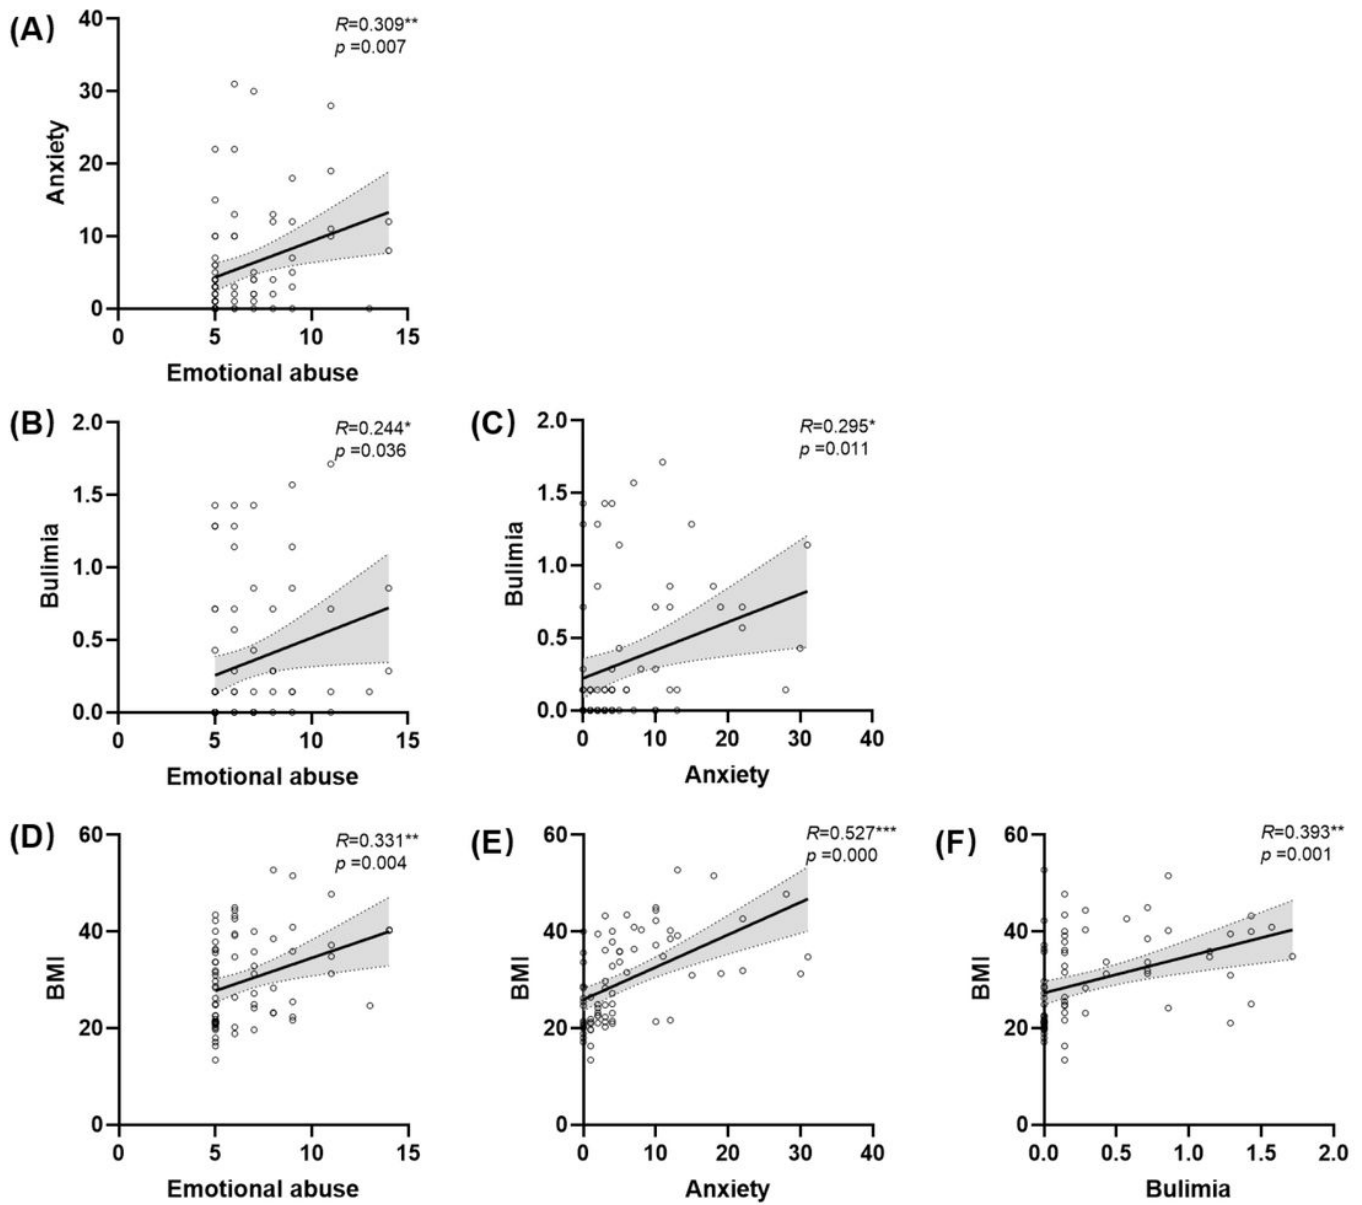 (A)
R=0.309**
p =0.007
40
30
20
10
0
Anxiety
0 5 10 15
Emotional abuse
(B)
R=0.244*
p =0.036
2.0
1.5
1.0
0.5
0.0
Bulimia
0 5 10 15
Emotional abuse
(C)
R=0.295*
p =0.011
2.0
1.5
1.0
0.5
0.0
Bulimia
0 10 20 30 40
Anxiety
(D)
R=0.331**
p =0.004
60
40
20
0
BMI
0 5 10 15
Emotional abuse
(E)
R=0.527***
p =0.000
60
40
20
0
BMI
0 10 20 30 40
Anxiety
(F)
R=0.393**
p =0.001
60
40
20
0
BMI
0.0 0.5 1.0 1.5 2.0
Bulimia